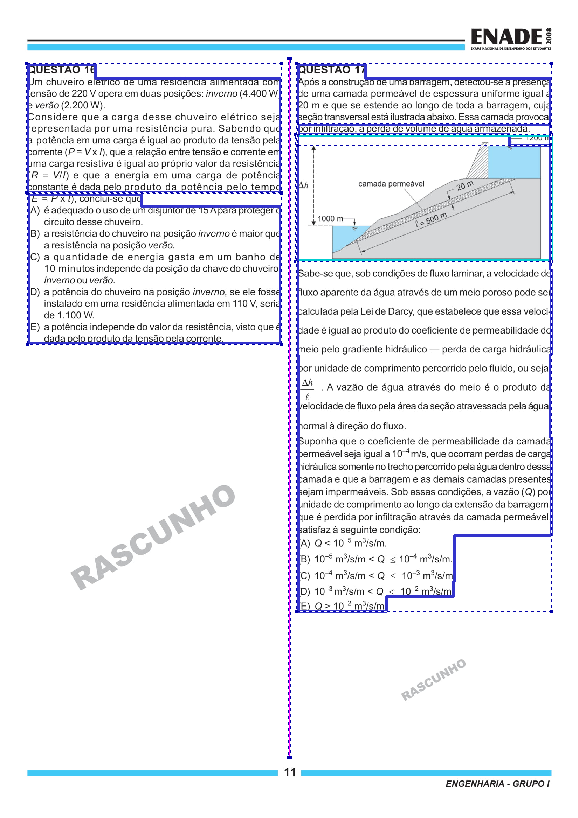 ENADE 2008
EXAME NACIONAL DE DESEMPENHO DOS ESTUDANTES
QUESTÃO 16
Um chuveiro elétrico de uma residência alimentada com
tensão de 220 V opera em duas posições: inverno (4.400 W)
e verão (2.200 W).
Considere que a carga desse chuveiro elétrico seja
representada por uma resistência pura. Sabendo que
a potência em uma carga é igual ao produto da tensão pela
corrente (P = V x I), que a relação entre tensão e corrente em
uma carga resistiva é igual ao próprio valor da resistência
(R = V/I) e que a energia em uma carga de potência
constante é dada pelo produto da potência pelo tempo
(E = P x t), conclui-se que
A) é adequado o uso de um disjuntor de 15 A para proteger o
circuito desse chuveiro.
B) a resistência do chuveiro na posição inverno é maior que
a resistência na posição verão.
C) a quantidade de energia gasta em um banho de
10 minutos independe da posição da chave do chuveiro:
inverno ou verão.
D) a potência do chuveiro na posição inverno, se ele fosse
instalado em uma residência alimentada em 110 V, seria
de 1.100 W.
E) a potência independe do valor da resistência, visto que é
dada pelo produto da tensão pela corrente.
RASCUNHO
QUESTÃO 17
Após a construção de uma barragem, detectou-se a presença
de uma camada permeável de espessura uniforme igual a
20 m e que se estende ao longo de toda a barragem, cuja
seção transversal está ilustrada abaixo. Essa camada provoca,
por infiltração, a perda de volume de água armazenada.
Δh
camada permeável
20 m
1000 m
ℓ = 500 m
Sabe-se que, sob condições de fluxo laminar, a velocidade de
fluxo aparente da água através de um meio poroso pode ser
calculada pela Lei de Darcy, que estabelece que essa veloci-
dade é igual ao produto do coeficiente de permeabilidade do
meio pelo gradiente hidráulico — perda de carga hidráulica
por unidade de comprimento percorrido pelo fluido, ou seja,
Δh/ℓ . A vazão de água através do meio é o produto da
velocidade de fluxo pela área da seção atravessada pela água,
normal à direção do fluxo.
Suponha que o coeficiente de permeabilidade da camada
permeável seja igual a 10⁻⁴ m/s, que ocorram perdas de carga
hidráulica somente no trecho percorrido pela água dentro dessa
camada e que a barragem e as demais camadas presentes
sejam impermeáveis. Sob essas condições, a vazão (Q) por
unidade de comprimento ao longo da extensão da barragem,
que é perdida por infiltração através da camada permeável,
satisfaz à seguinte condição:
A) Q < 10⁻⁵ m³/s/m.
B) 10⁻⁵ m³/s/m < Q ≤ 10⁻⁴ m³/s/m.
C) 10⁻⁴ m³/s/m < Q ≤ 10⁻³ m³/s/m.
D) 10⁻³ m³/s/m < Q ≤ 10⁻² m³/s/m.
E) Q > 10⁻² m³/s/m.
RASCUNHO
11
ENGENHARIA - GRUPO I